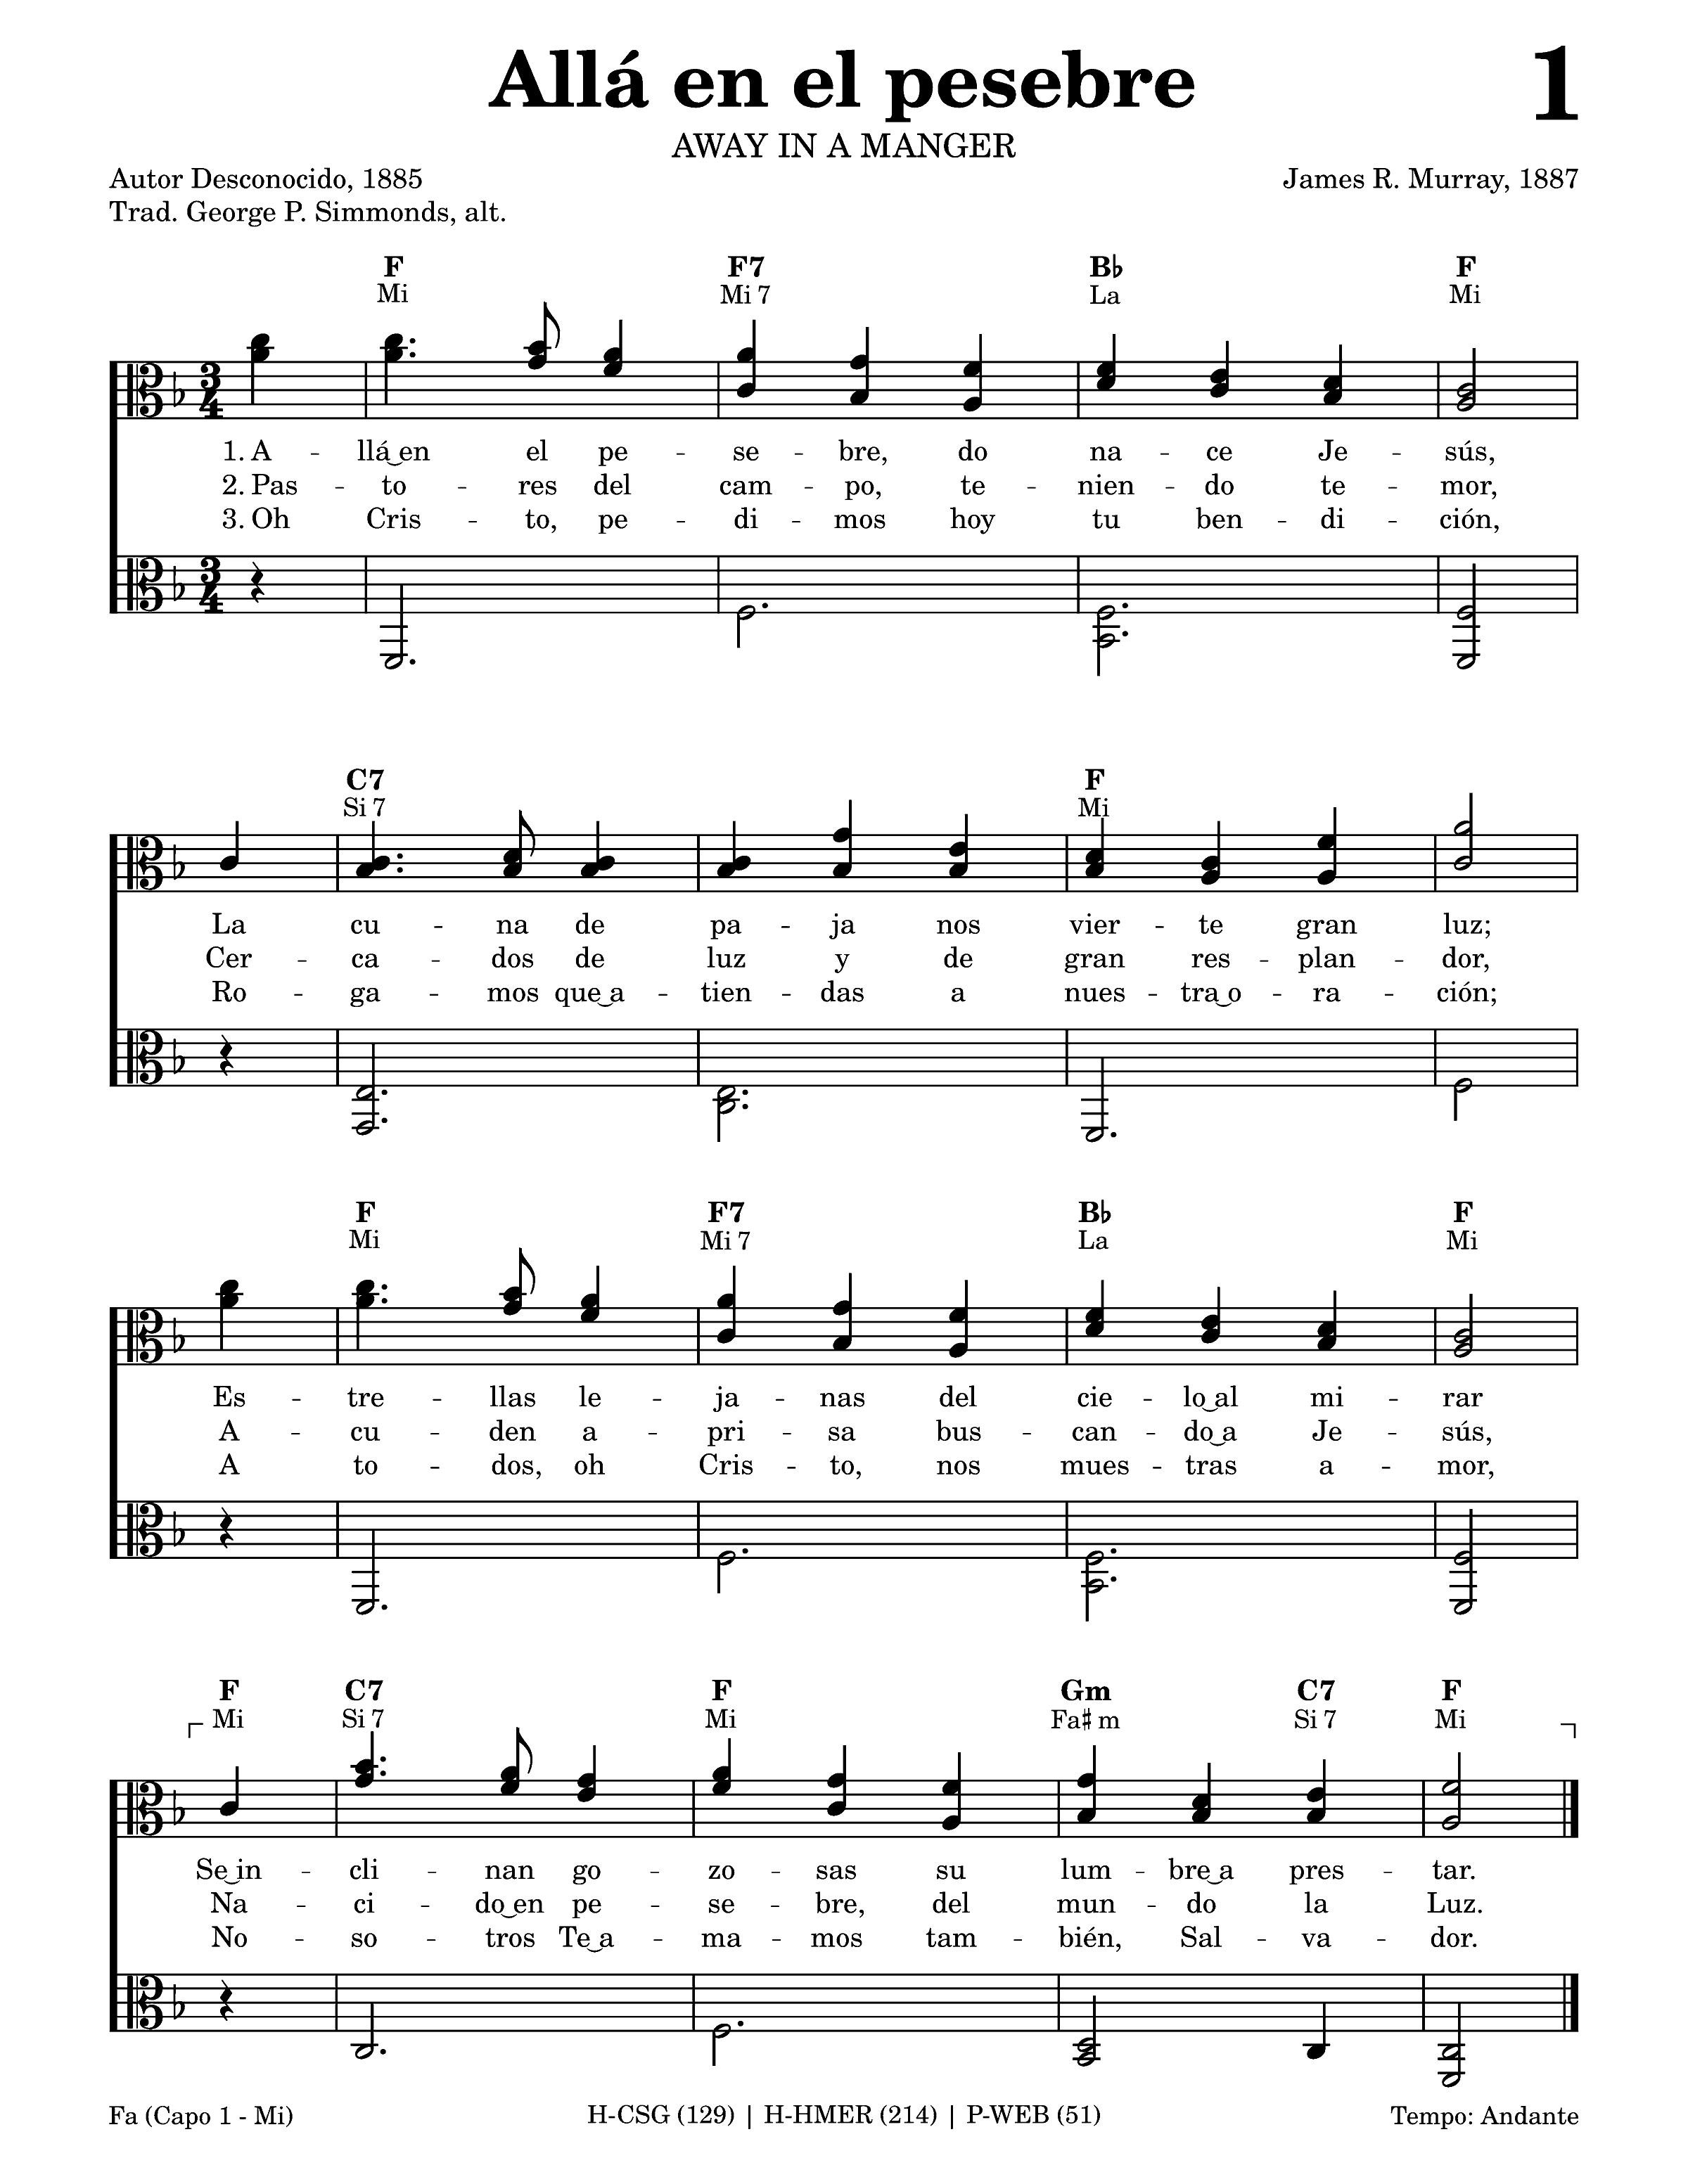 Allá en el pesebre 1
AWAY IN A MANGER
Autor Desconocido, 1885 James R. Murray, 1887
Trad. George P. Simmonds, alt.
F F7 B♭ F
Mi Mi 7 La Mi
3 4
1. A - llá‿en el pe - se - bre, do na - ce Je - sús,
2. Pas - to - res del cam - po, te - nien - do te - mor,
3. Oh Cris - to, pe - di - mos hoy tu ben - di - ción,
3 4
C7 F
Si 7 Mi
La cu - na de pa - ja nos vier - te gran luz;
Cer - ca - dos de luz y de gran res - plan - dor,
Ro - ga - mos que‿a - tien - das a nues - tra‿o - ra - ción;
F F7 B♭ F
Mi Mi 7 La Mi
Es - tre - llas le - ja - nas del cie - lo‿al mi - rar
A - cu - den a - pri - sa bus - can - do‿a Je - sús,
A to - dos, oh Cris - to, nos mues - tras a - mor,
F C7 F Gm C7 F
Mi Si 7 Mi Fa♯ m Si 7 Mi
Se‿in - cli - nan go - zo - sas su lum - bre‿a pres - tar.
Na - ci - do‿en pe - se - bre, del mun - do la Luz.
No - so - tros Te‿a - ma - mos tam - bién, Sal - va - dor.
Fa (Capo 1 - Mi) H-CSG (129) | H-HMER (214) | P-WEB (51) Tempo: Andante